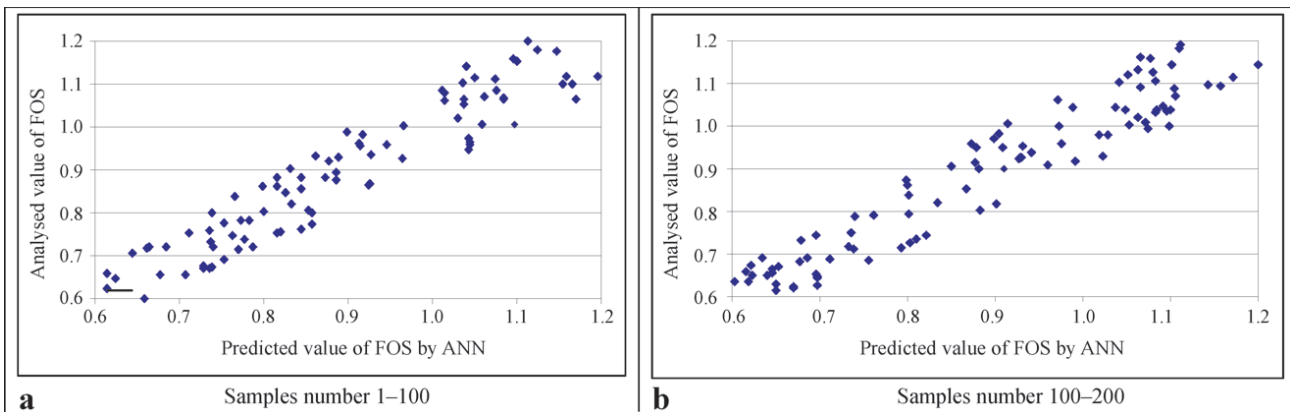 1.2
1.1
1.0
0.9
0.8
0.7
0.6
Analysed value of FOS
0.6 0.7 0.8 0.9 1.0 1.1 1.2
Predicted value of FOS by ANN
a
Samples number 1–100
1.2
1.1
1.0
0.9
0.8
0.7
0.6
Analysed value of FOS
0.6 0.7 0.8 0.9 1.0 1.1 1.2
Predicted value of FOS by ANN
b
Samples number 100–200